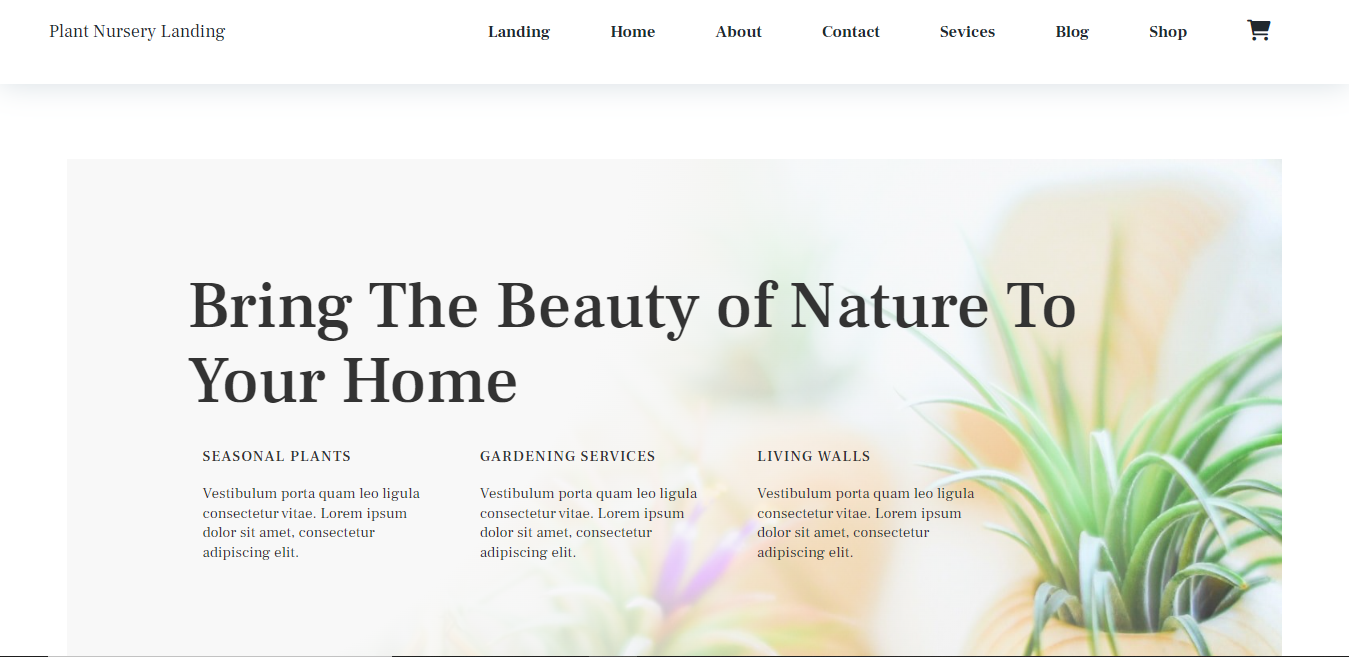 Plant Nursery Landing
Landing Home About Contact Sevices Blog Shop
Bring The Beauty of Nature To
Your Home
SEASONAL PLANTS
Vestibulum porta quam leo ligula
consectetur vitae. Lorem ipsum
dolor sit amet, consectetur
adipiscing elit.
GARDENING SERVICES
Vestibulum porta quam leo ligula
consectetur vitae. Lorem ipsum
dolor sit amet, consectetur
adipiscing elit.
LIVING WALLS
Vestibulum porta quam leo ligula
consectetur vitae. Lorem ipsum
dolor sit amet, consectetur
adipiscing elit.